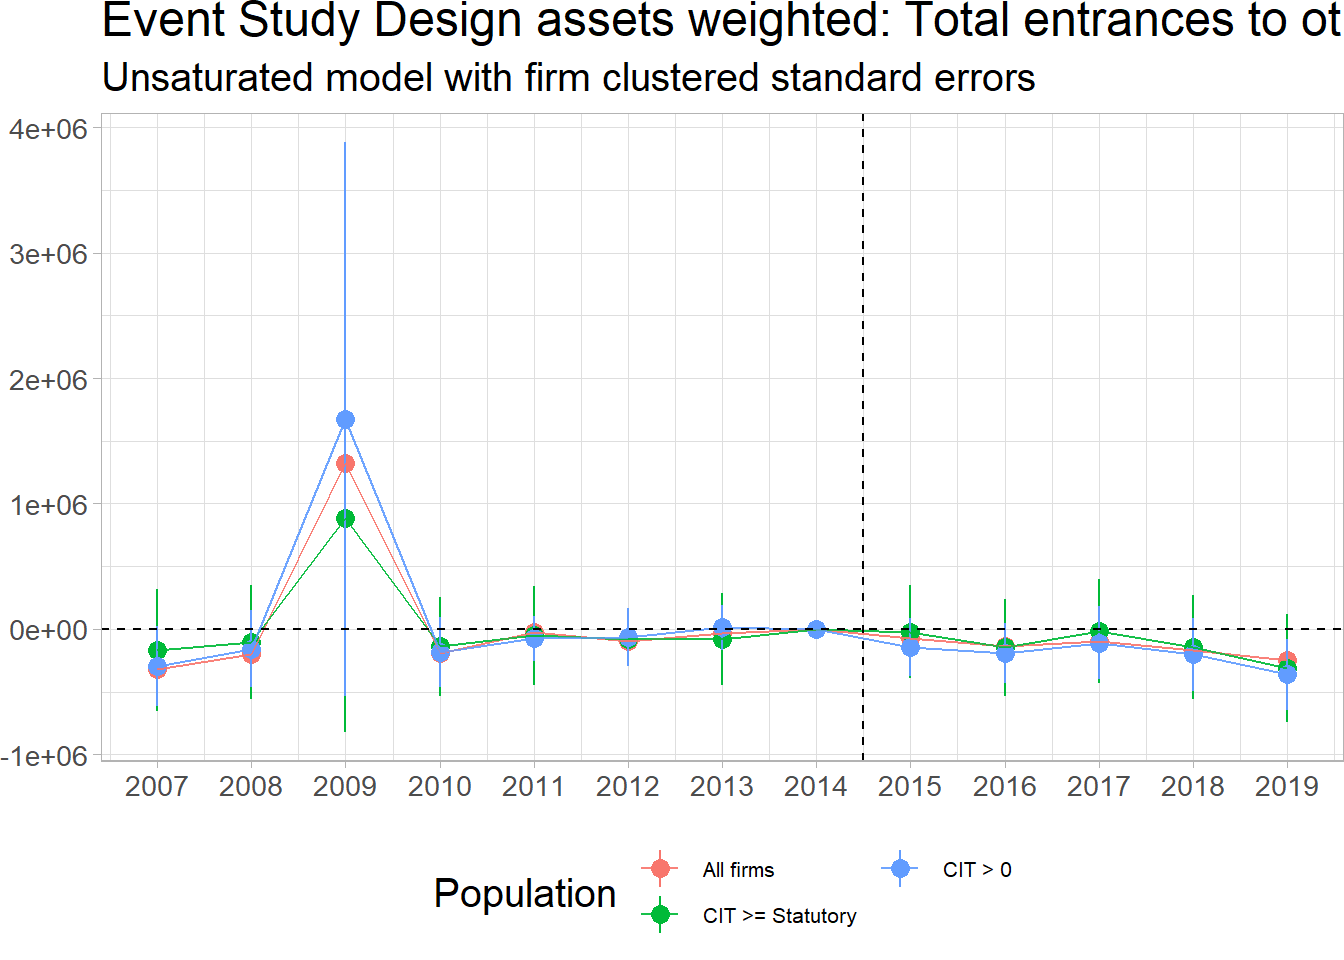 Event Study Design assets weighted: Total entrances to ot
Unsaturated model with firm clustered standard errors
4e+06
3e+06
2e+06
1e+06
0e+00
-1e+06
2007 2008 2009 2010 2011 2012 2013 2014 2015 2016 2017 2018 2019
Population
All firms
CIT >= Statutory
CIT > 0